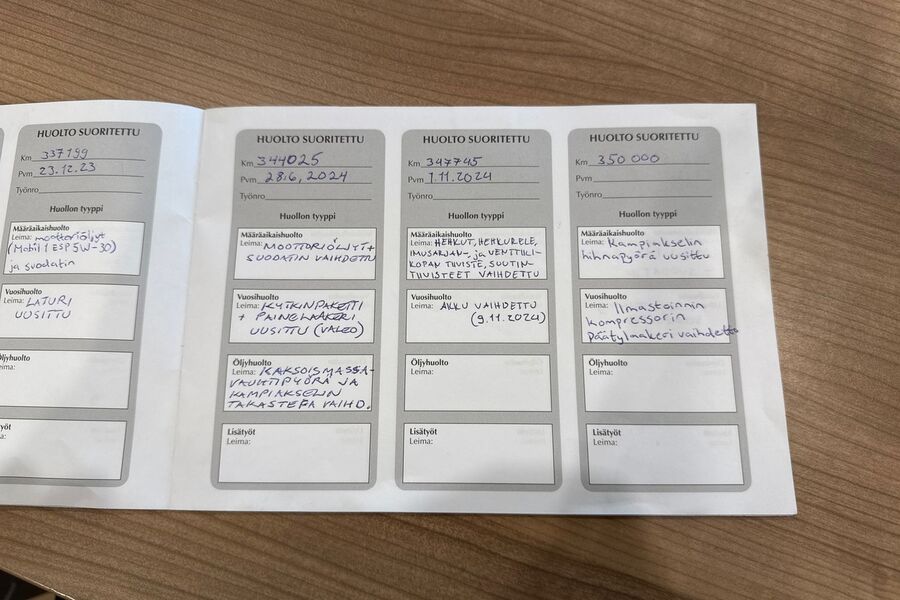 HUOLTO SUORITETTU
Km 337199
Pvm 23.12.23
Työnro
Huollon tyyppi
Määräaikaishuolto
Leima: moottoriöljyt
(Mobil 1 ESP 5W-30)
ja suodatin
Vuosihuolto
Leima: LATURI
UUSITTU
Öljyhuolto
Leima:
Lisätyöt
Leima:
HUOLTO SUORITETTU
Km 344025
Pvm 28.6.2024
Työnro
Huollon tyyppi
Määräaikaishuolto
Leima: MOOTTORIÖLJYT+
SUODATIN VAIHDETTU
Vuosihuolto
Leima: KYTKINPAKETTI
+ PAINELAAKERI
UUSITTU (VALEO)
Öljyhuolto
Leima: KAKSOISMASSA-
VAUHTIPYÖRÄ JA
KAMPIAKSELIN
TAKASTEFA VAIHD.
Lisätyöt
Leima:
HUOLTO SUORITETTU
Km 347745
Pvm 1.11.2024
Työnro
Huollon tyyppi
Määräaikaishuolto
Leima: HEHKUT, HEHKURELE,
IMUSARJAN- JA VENTTIILI-
KOPAN TIIVISTE, SUUTIN-
TIIVISTEET VAIHDETTU
Vuosihuolto
Leima: AKKU VAIHDETTU
(9.11.2024)
Öljyhuolto
Leima:
Lisätyöt
Leima:
HUOLTO SUORITETTU
Km 350 000
Pvm
Työnro
Huollon tyyppi
Määräaikaishuolto
Leima: Kampiakselin
hihnapyörä uusittu
Vuosihuolto
Leima: Ilmastoinnin
kompressorin
päätylaakeri vaihdettu
Öljyhuolto
Leima:
Lisätyöt
Leima: